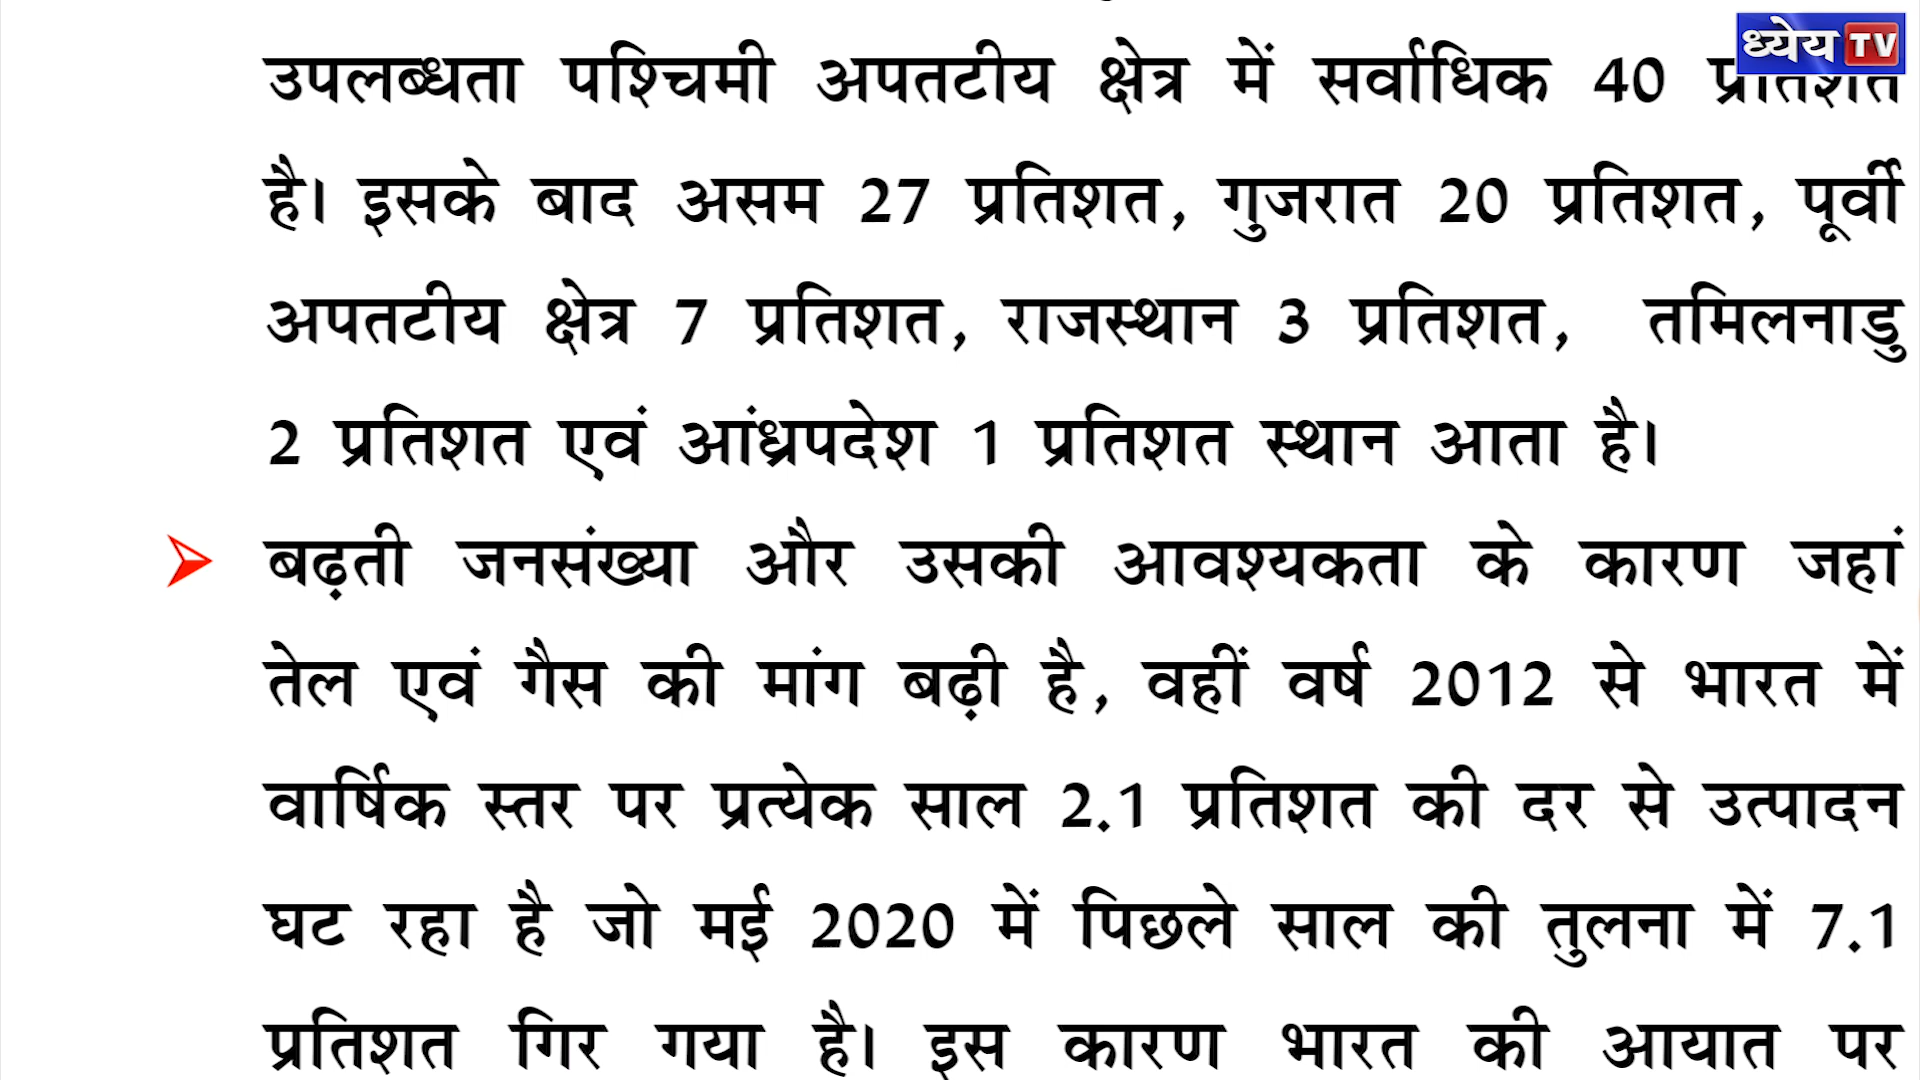 ध्येय TV
उपलब्धता पश्चिमी अपतटीय क्षेत्र में सर्वाधिक 40 प्रतिशत
है। इसके बाद असम 27 प्रतिशत, गुजरात 20 प्रतिशत, पूर्वी
अपतटीय क्षेत्र 7 प्रतिशत, राजस्थान 3 प्रतिशत, तमिलनाडु
2 प्रतिशत एवं आंध्रपदेश 1 प्रतिशत स्थान आता है।
बढ़ती जनसंख्या और उसकी आवश्यकता के कारण जहां
तेल एवं गैस की मांग बढ़ी है, वहीं वर्ष 2012 से भारत में
वार्षिक स्तर पर प्रत्येक साल 2.1 प्रतिशत की दर से उत्पादन
घट रहा है जो मई 2020 में पिछले साल की तुलना में 7.1
प्रतिशत गिर गया है। इस कारण भारत की आयात पर